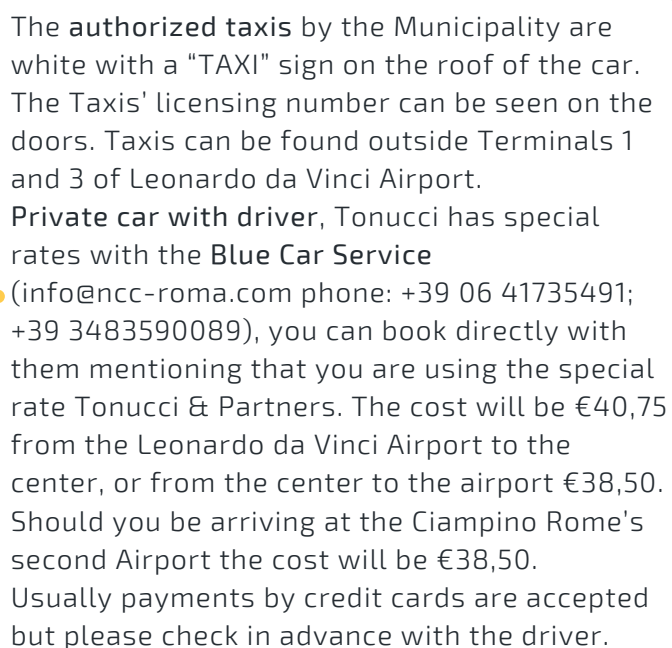 The authorized taxis by the Municipality are
white with a “TAXI” sign on the roof of the car.
The Taxis’ licensing number can be seen on the
doors. Taxis can be found outside Terminals 1
and 3 of Leonardo da Vinci Airport.
Private car with driver, Tonucci has special
rates with the Blue Car Service
(info@ncc-roma.com phone: +39 06 41735491;
+39 3483590089), you can book directly with
them mentioning that you are using the special
rate Tonucci & Partners. The cost will be €40,75
from the Leonardo da Vinci Airport to the
center, or from the center to the airport €38,50.
Should you be arriving at the Ciampino Rome’s
second Airport the cost will be €38,50.
Usually payments by credit cards are accepted
but please check in advance with the driver.